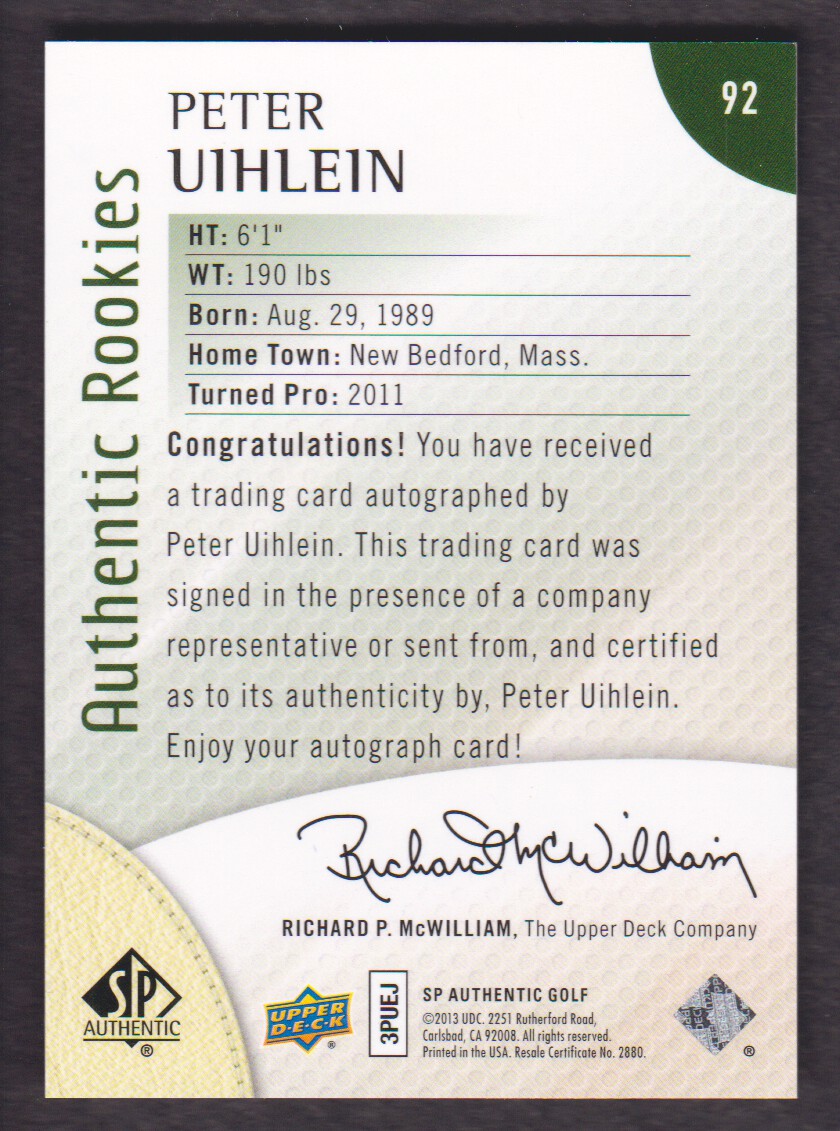 92
PETER
UIHLEIN
Authentic Rookies
HT: 6'1"
WT: 190 lbs
Born: Aug. 29, 1989
Home Town: New Bedford, Mass.
Turned Pro: 2011
Congratulations! You have received
a trading card autographed by
Peter Uihlein. This trading card was
signed in the presence of a company
representative or sent from, and certified
as to its authenticity by, Peter Uihlein.
Enjoy your autograph card!
Richard McWilliam
RICHARD P. McWILLIAM, The Upper Deck Company
SP
AUTHENTIC
®
UPPER
D·E·C·K
®
3PUEJ
SP AUTHENTIC GOLF
©2013 UDC. 2251 Rutherford Road,
Carlsbad, CA 92008. All rights reserved.
Printed in the USA. Resale Certificate No. 2880.
®